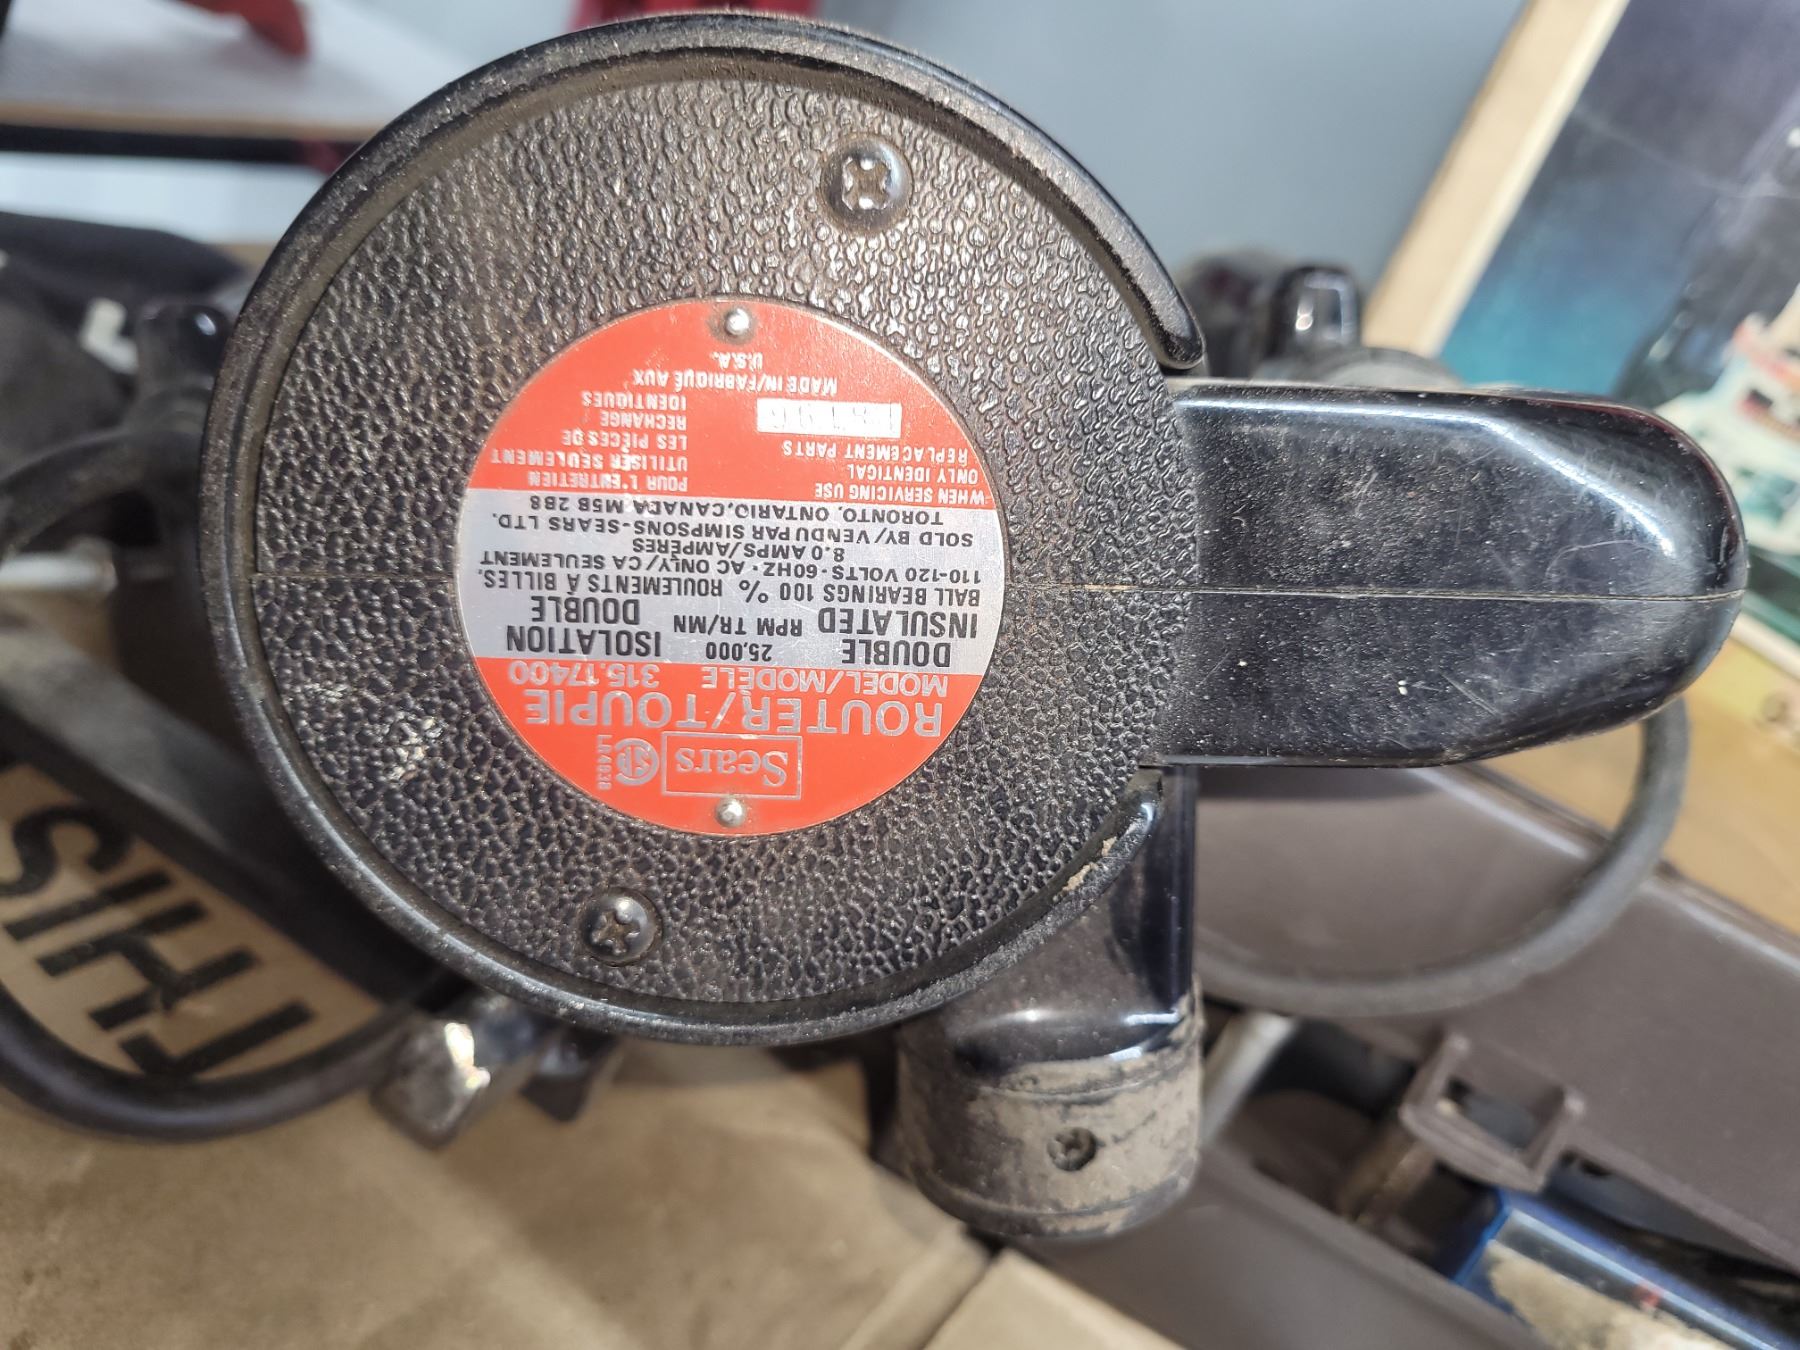 Sears
LR4938
ROUTER/TOUPIE
MODEL/MODÈLE 315.17400
DOUBLE INSULATED
25,000 RPM TR/MN
ISOLATION DOUBLE
BALL BEARINGS 100 % ROULEMENTS À BILLES.
110-120 VOLTS·60HZ·AC ONLY/CA SEULEMENT
8.0 AMPS/AMPÈRES
SOLD BY/VENDU PAR SIMPSONS-SEARS LTD.
TORONTO, ONTARIO, CANADA M5B 2B8
WHEN SERVICING USE
ONLY IDENTICAL
REPLACEMENT PARTS
POUR L'ENTRETIEN
UTILISER SEULEMENT
LES PIÈCES DE
RECHANGE
IDENTIQUES
MADE IN/FABRIQUÉ AUX
U.S.A.
THIS